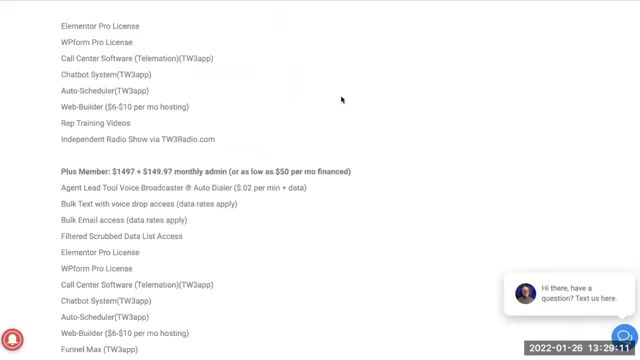 Elementor Pro License
WPform Pro License
Call Center Software (Telemation)(TW3app)
Chatbot System(TW3app)
Auto-Scheduler(TW3app)
Web-Builder ($6-$10 per mo hosting)
Rep Training Videos
Independent Radio Show via TW3Radio.com
Plus Member: $1497 + $149.97 monthly admin (or as low as $50 per mo financed)
Agent Lead Tool Voice Broadcaster ® Auto Dialer ($.02 per min + data)
Bulk Text with voice drop access (data rates apply)
Bulk Email access (data rates apply)
Filtered Scrubbed Data List Access
Elementor Pro License
WPform Pro License
Call Center Software (Telemation)(TW3app)
Chatbot System(TW3app)
Auto-Scheduler(TW3app)
Web-Builder ($6-$10 per mo hosting)
Funnel Max (TW3app)
Hi there, have a
question? Text us here.
2022-01-26 13:29:11